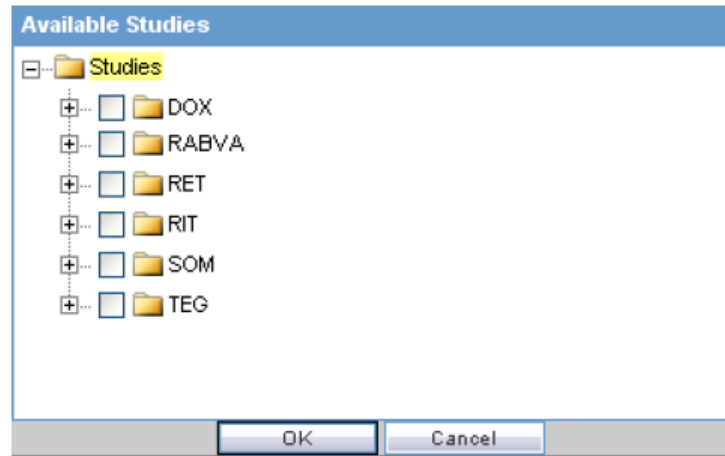 Available Studies
Studies
DOX
RABVA
RET
RIT
SOM
TEG
OK Cancel